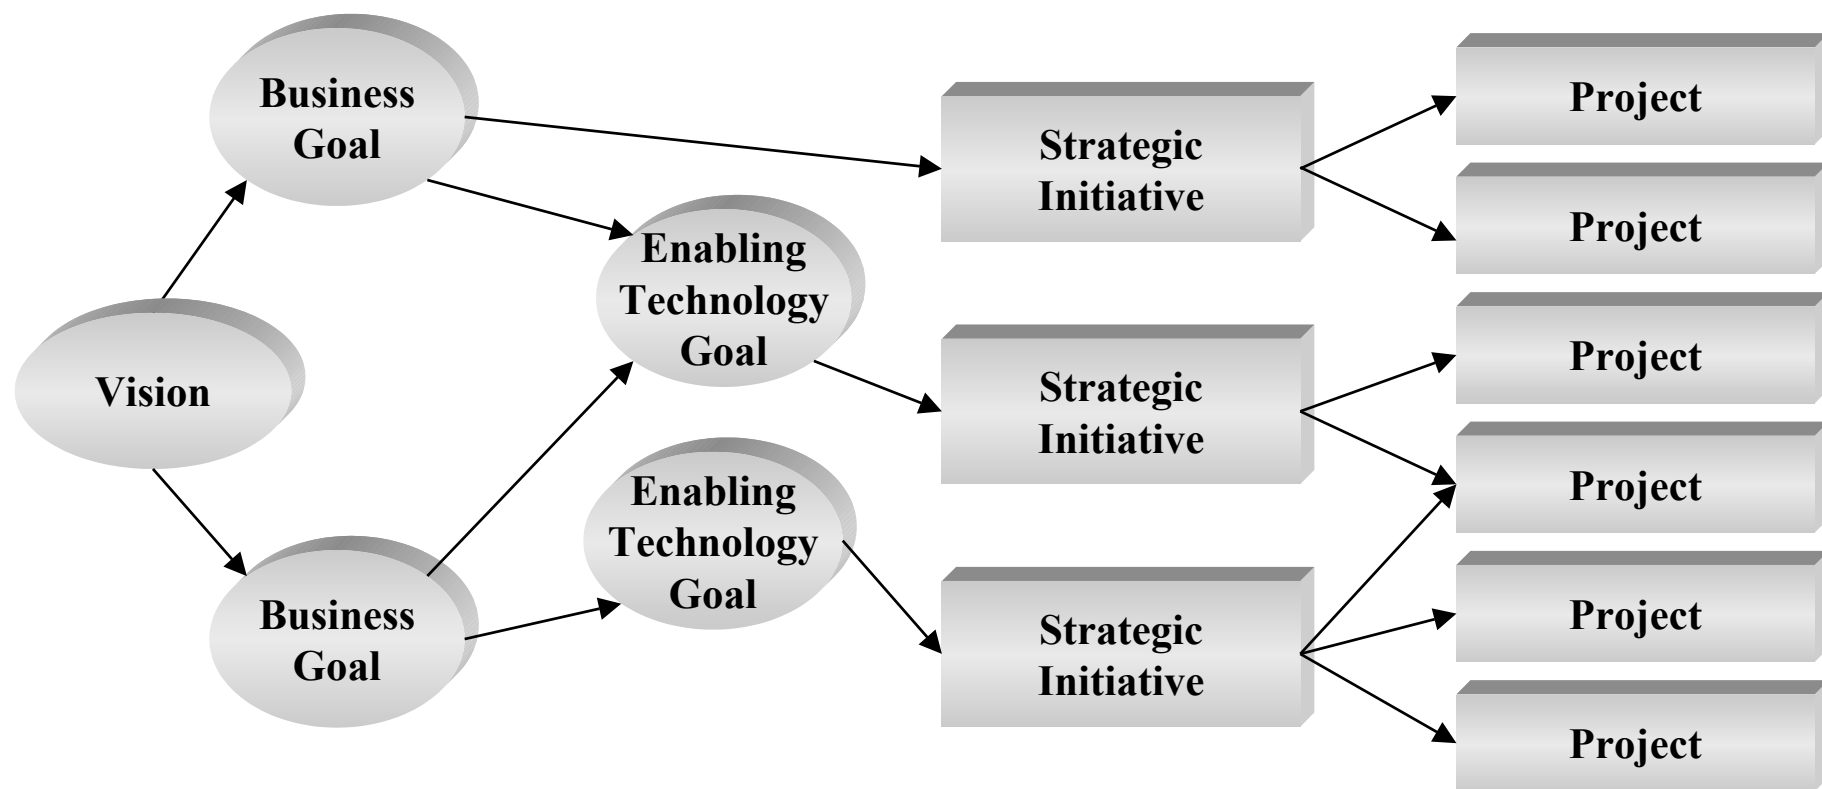 Vision
Business
Goal
Business
Goal
Enabling
Technology
Goal
Enabling
Technology
Goal
Strategic
Initiative
Strategic
Initiative
Strategic
Initiative
Project
Project
Project
Project
Project
Project